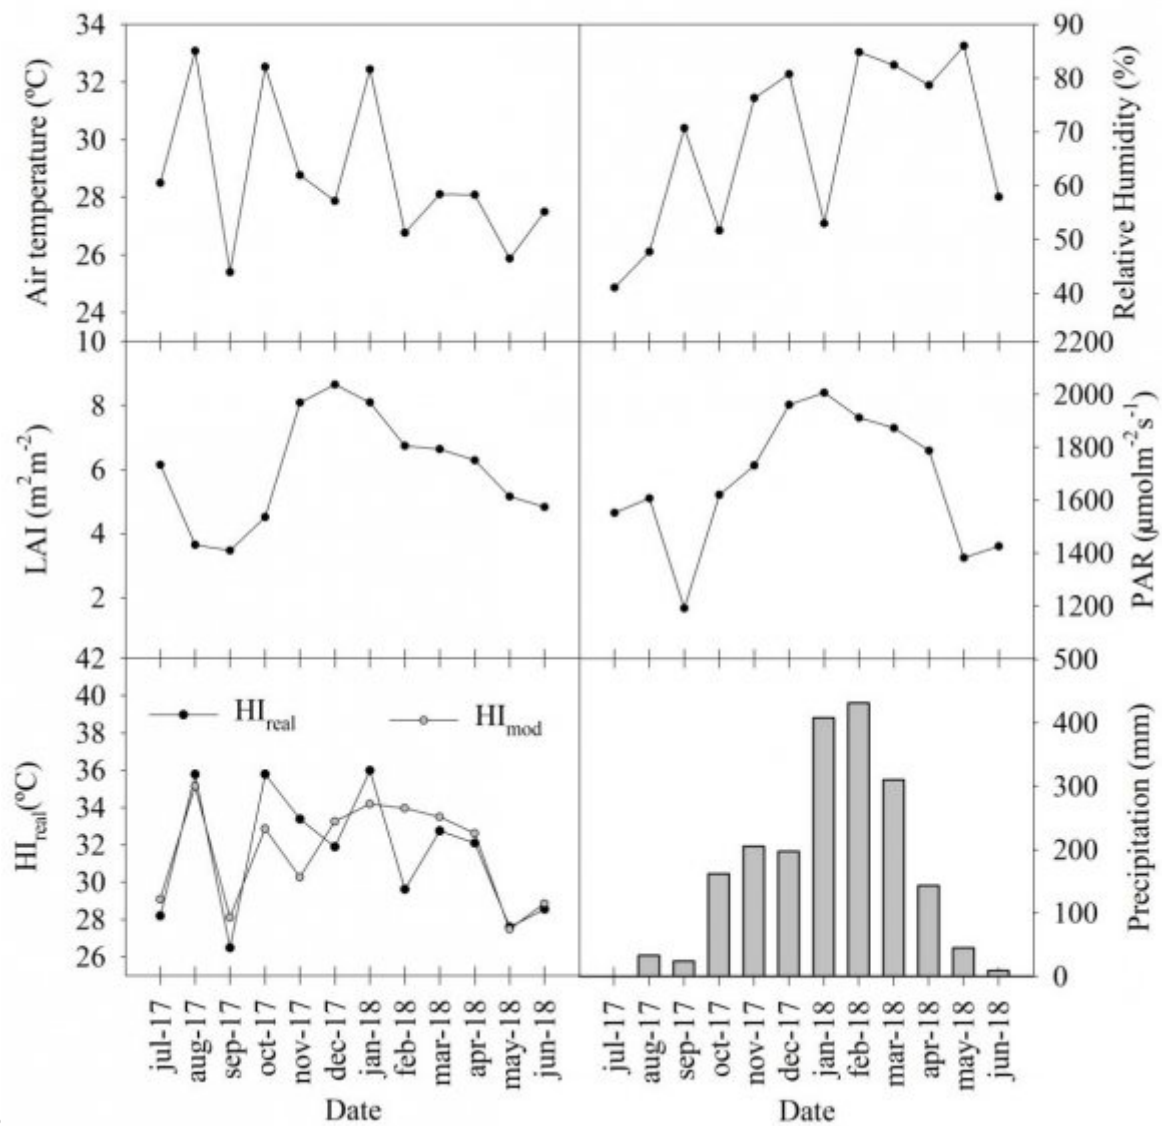 Air temperature (ºC)
34
32
30
28
26
24
Relative Humidity (%)
90
80
70
60
50
40
LAI (m²m⁻²)
10
8
6
4
2
PAR (µmolm⁻²s⁻¹)
2200
2000
1800
1600
1400
1200
HI_real(ºC)
42
40
38
36
34
32
30
28
26
HI_real
HI_mod
Precipitation (mm)
500
400
300
200
100
0
jul-17
aug-17
sep-17
oct-17
nov-17
dec-17
jan-18
feb-18
mar-18
apr-18
may-18
jun-18
Date
jul-17
aug-17
sep-17
oct-17
nov-17
dec-17
jan-18
feb-18
mar-18
apr-18
may-18
jun-18
Date